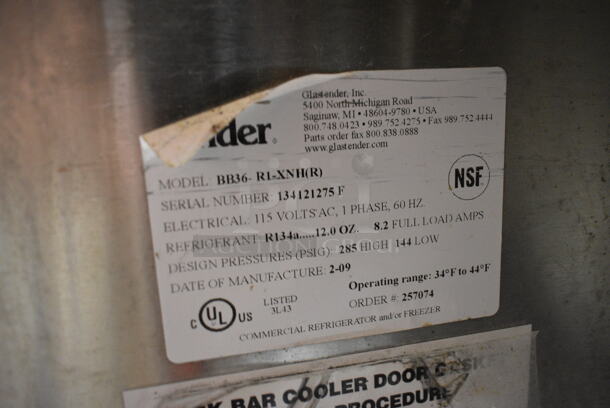 Glastender, Inc.
5400 North Michigan Road
Saginaw, MI • 48604-9780 • USA
800.748.0423 • 989.752.4275 • Fax 989.752.4444
Parts order fax 800.838.0888
www.glastender.com
nder.
MODEL: BB36- R1-XNH(R)
SERIAL NUMBER: 134121275 F
NSF
ELECTRICAL: 115 VOLTS AC, 1 PHASE, 60 HZ.
REFRIGERANT: R134a.....12.0 OZ. 8.2 FULL LOAD AMPS
DESIGN PRESSURES (PSIG): 285 HIGH 144 LOW
DATE OF MANUFACTURE: 2-09
Operating range: 34°F to 44°F
C UL US
LISTED
3L43
ORDER #: 257074
COMMERCIAL REFRIGERATOR and/or FREEZER
BAR COOLER DOOR
PROCEDURE